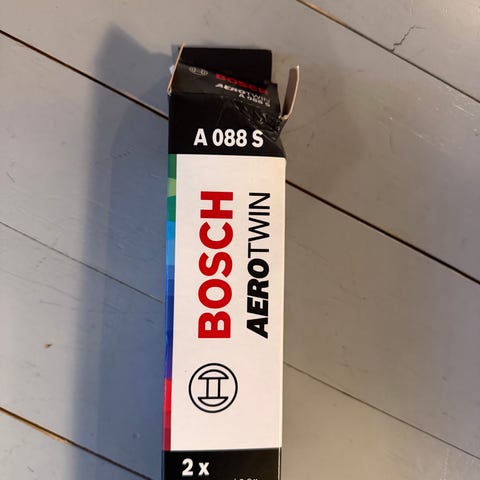 BOSCH
AEROTWIN
A 088 S
A 088 S
BOSCH
AEROTWIN
2 x